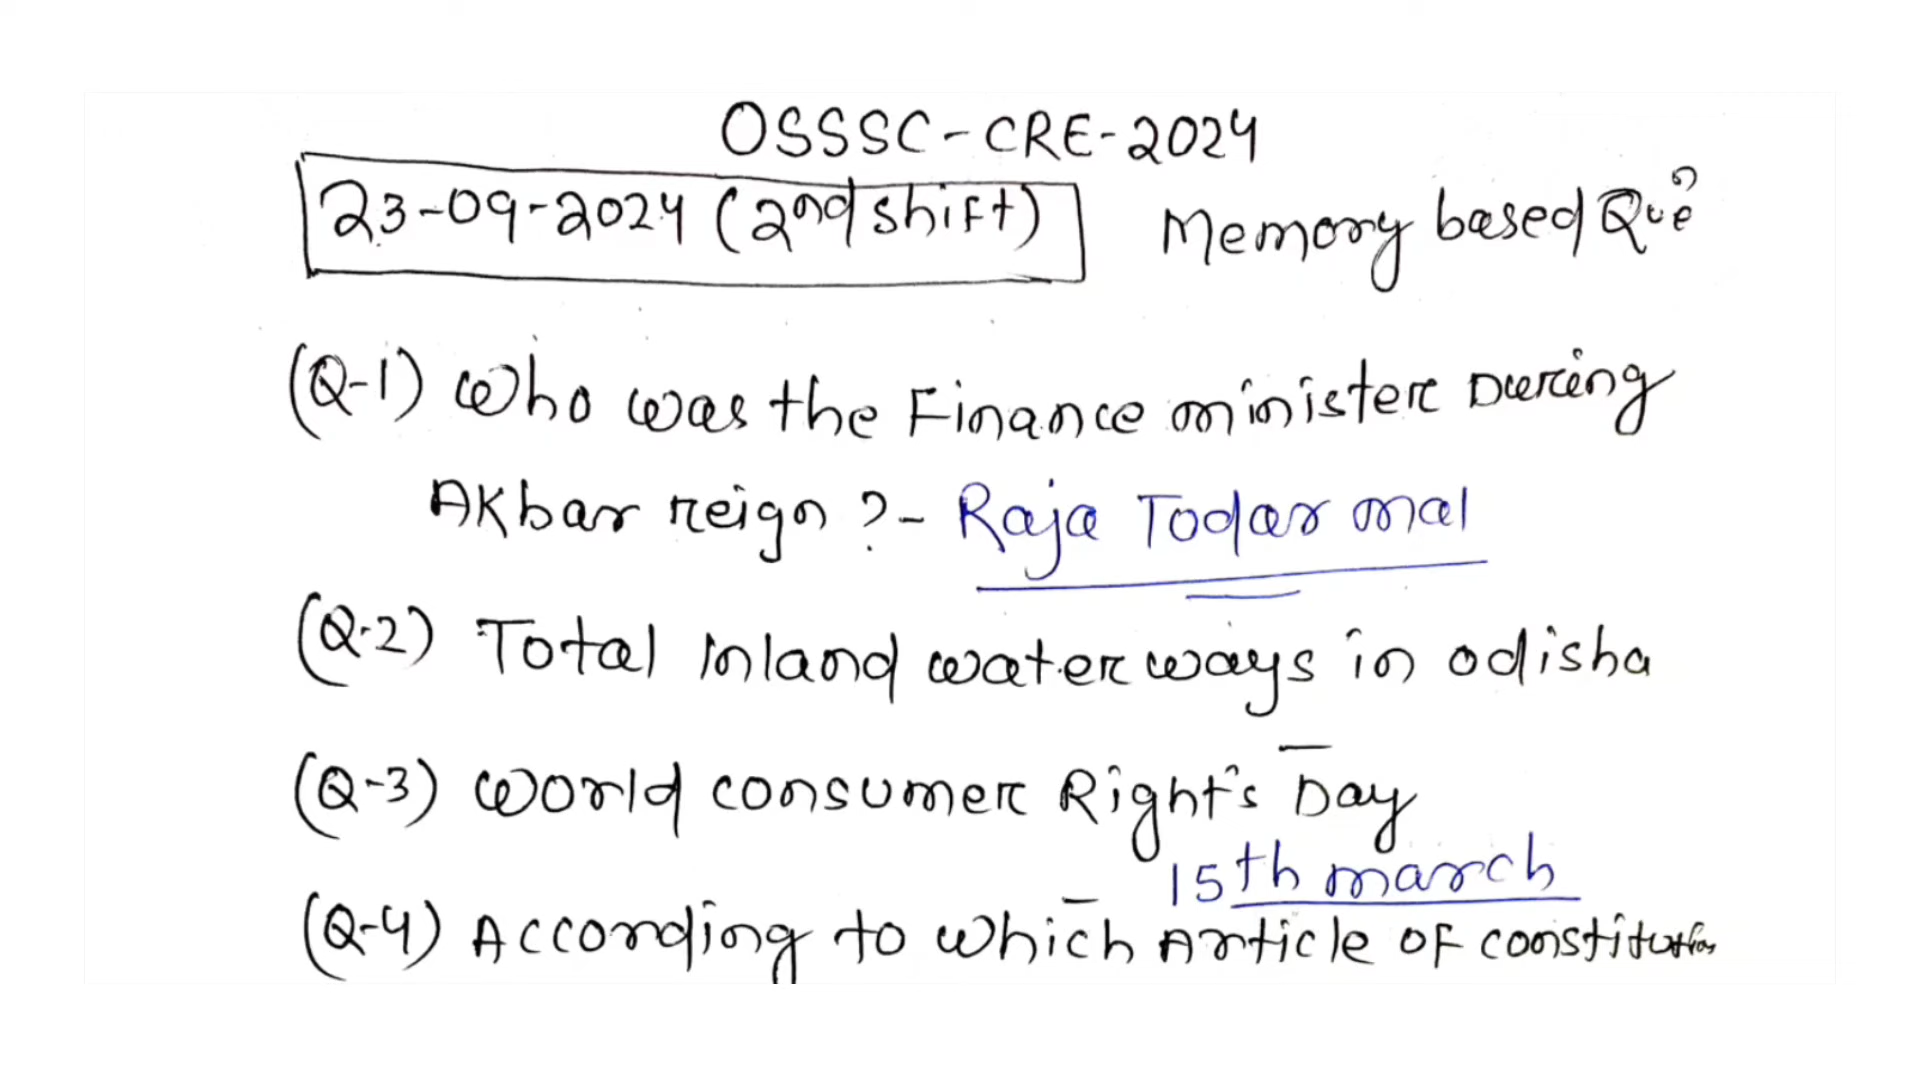 OSSSC-CRE-2024
23-09-2024 (2nd shift) Memory based Que?
(Q-1) Who was the Finance minister During
Akbar reign ? - Raja Todar mal
(Q-2) Total inland water ways in odisha
(Q-3) World consumer Right's Day
15th march
(Q-4) According to which Article of constitution